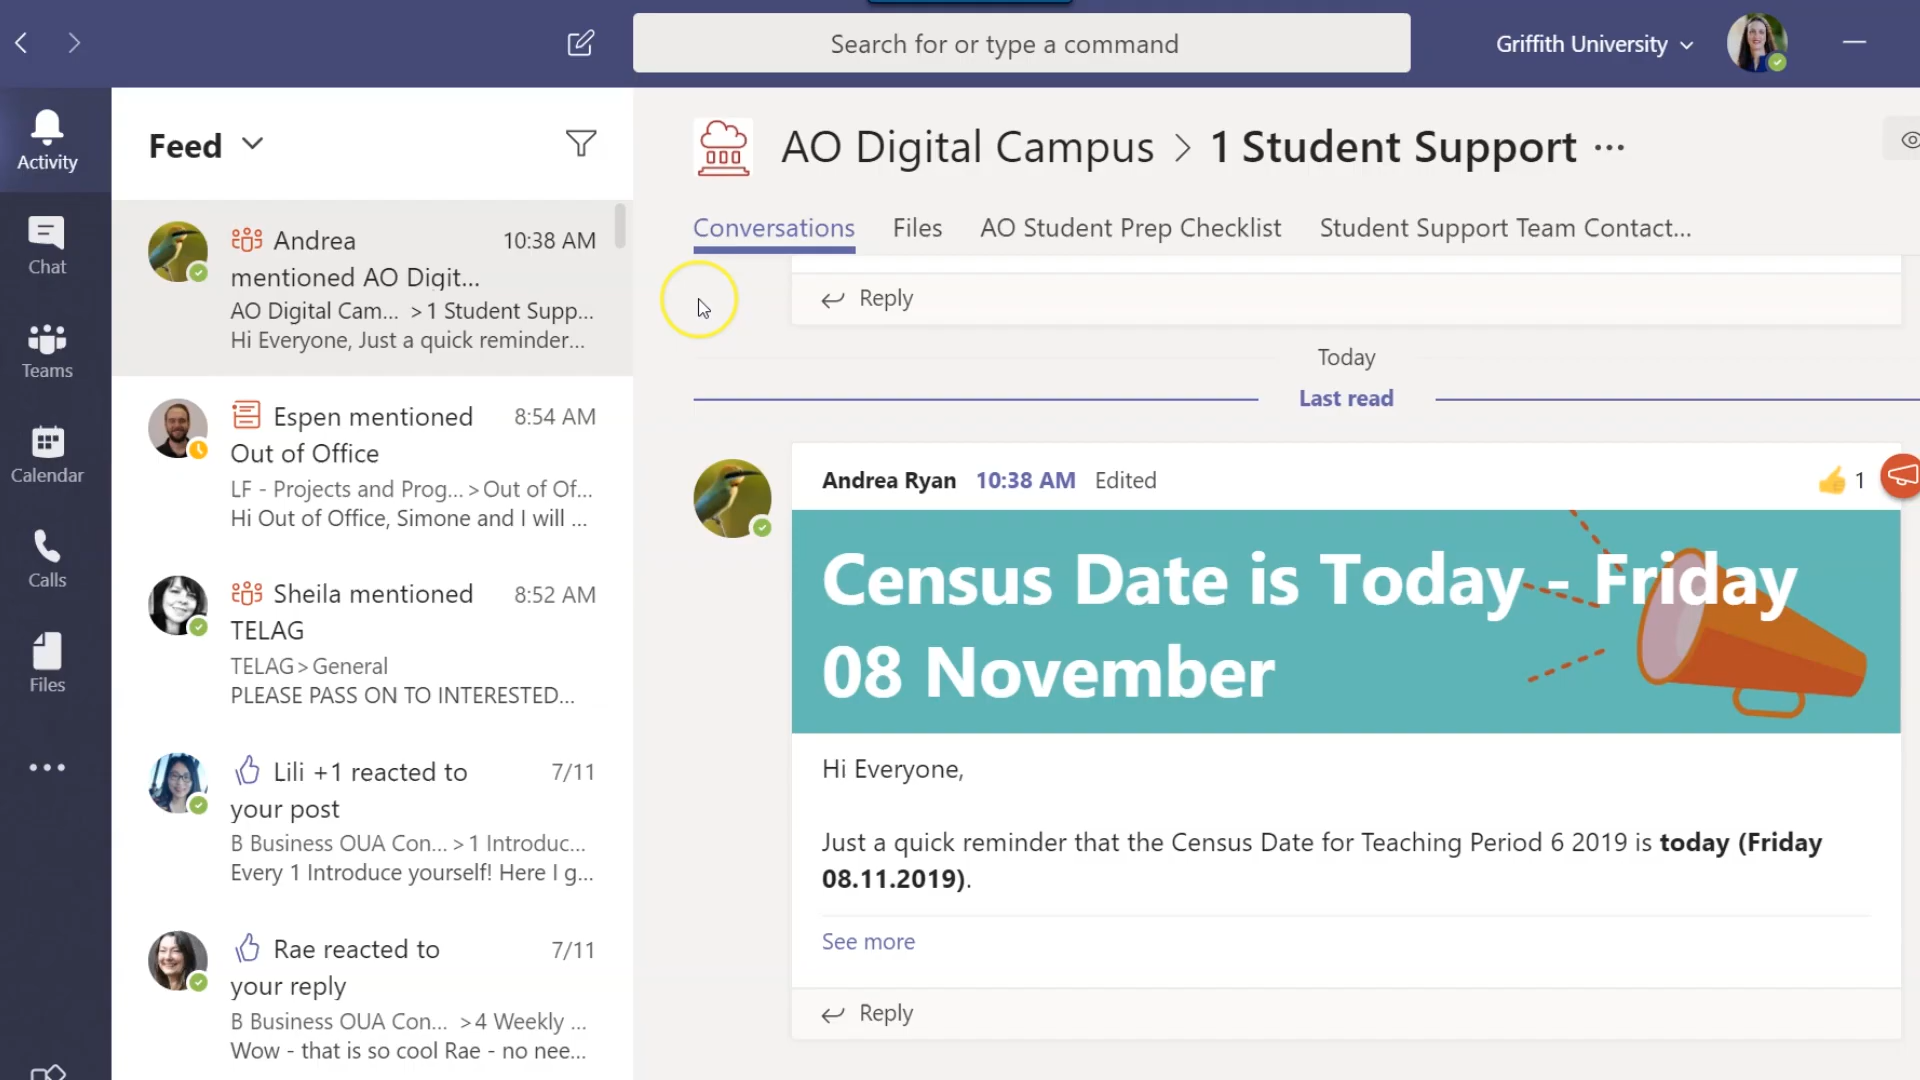 Search for or type a command
Griffith University
Activity
Chat
Teams
Calendar
Calls
Files
Feed
Andrea 10:38 AM
mentioned AO Digit...
AO Digital Cam... >1 Student Supp...
Hi Everyone, Just a quick reminder...
Espen mentioned 8:54 AM
Out of Office
LF - Projects and Prog... >Out of Of...
Hi Out of Office, Simone and I will ...
Sheila mentioned 8:52 AM
TELAG
TELAG>General
PLEASE PASS ON TO INTERESTED...
Lili +1 reacted to 7/11
your post
B Business OUA Con... >1 Introduc...
Every 1 Introduce yourself! Here I g...
Rae reacted to 7/11
your reply
B Business OUA Con... >4 Weekly ...
Wow - that is so cool Rae - no nee...
AO Digital Campus > 1 Student Support ...
Conversations Files AO Student Prep Checklist Student Support Team Contact...
Reply
Today
Last read
Andrea Ryan 10:38 AM Edited 1
Census Date is Today - Friday
08 November
Hi Everyone,
Just a quick reminder that the Census Date for Teaching Period 6 2019 is today (Friday
08.11.2019).
See more
Reply